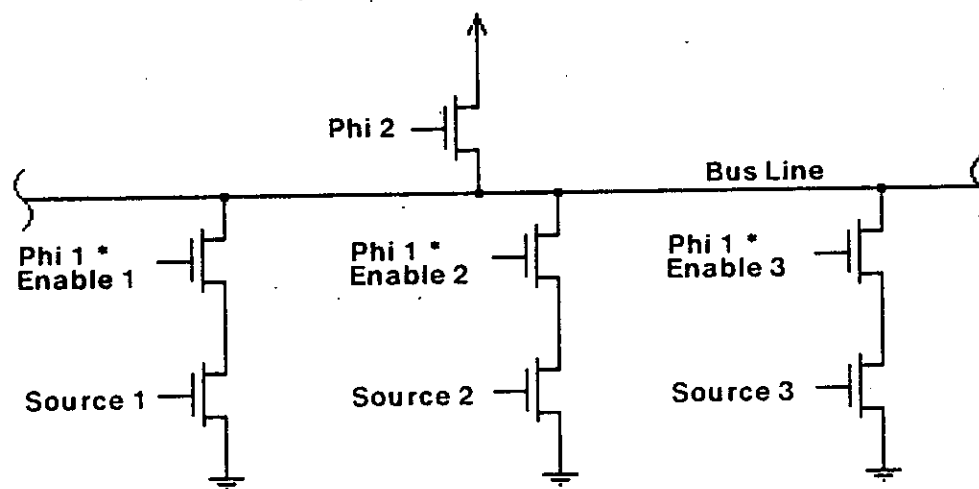 Phi 2
Bus Line
Phi 1 *
Enable 1
Phi 1 *
Enable 2
Phi 1 *
Enable 3
Source 1
Source 2
Source 3